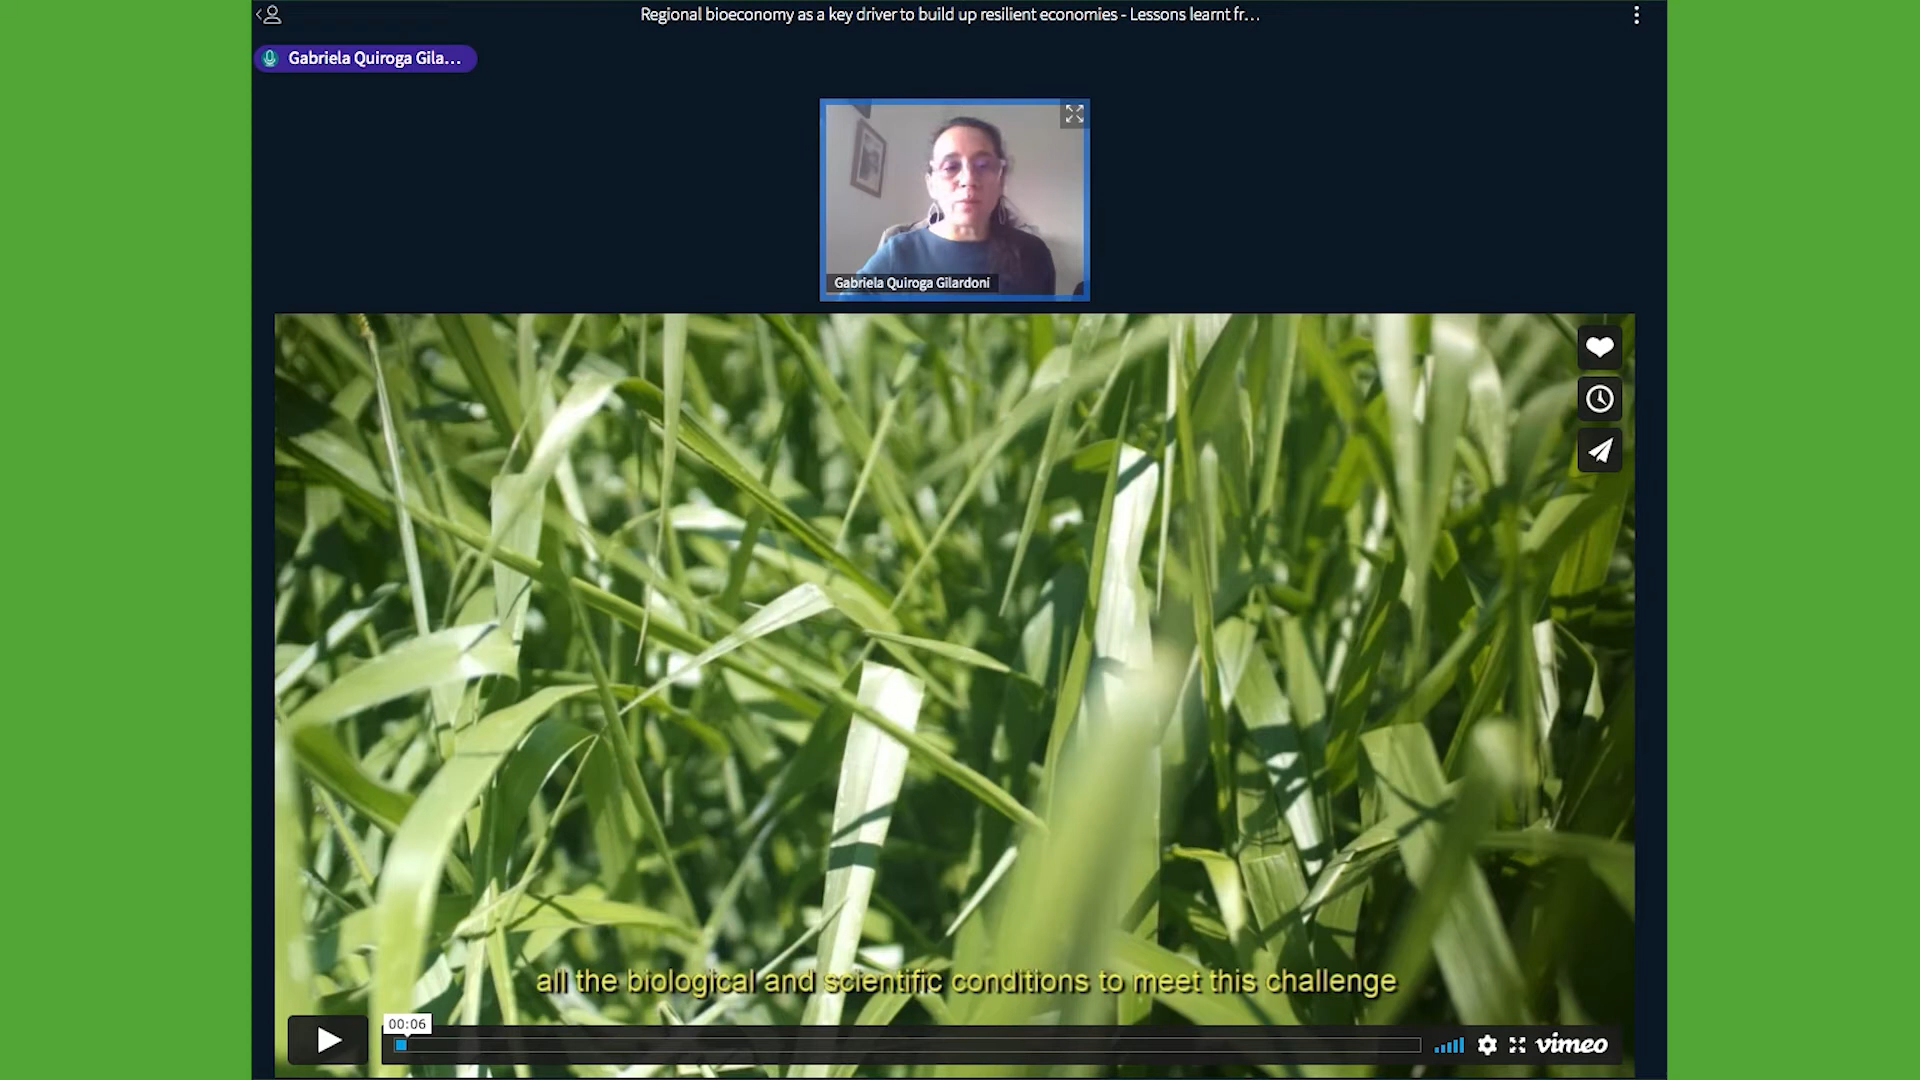 Regional bioeconomy as a key driver to build up resilient economies - Lessons learnt fr...
Gabriela Quiroga Gila...
Gabriela Quiroga Gilardoni
all the biological and scientific conditions to meet this challenge
00:06
vimeo